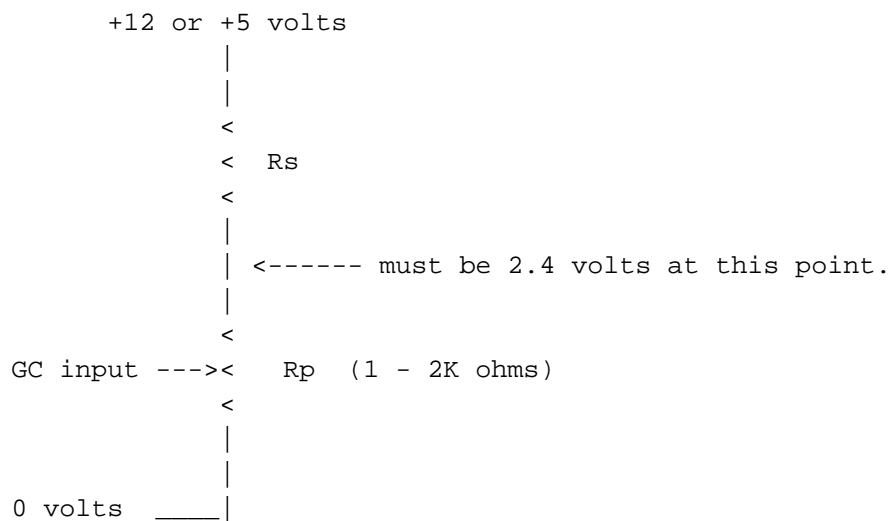 +12 or +5 volts
|
|
<
< Rs
<
|
| <------ must be 2.4 volts at this point.
|
<
GC input --->< Rp (1 - 2K ohms)
<
|
|
0 volts ____|